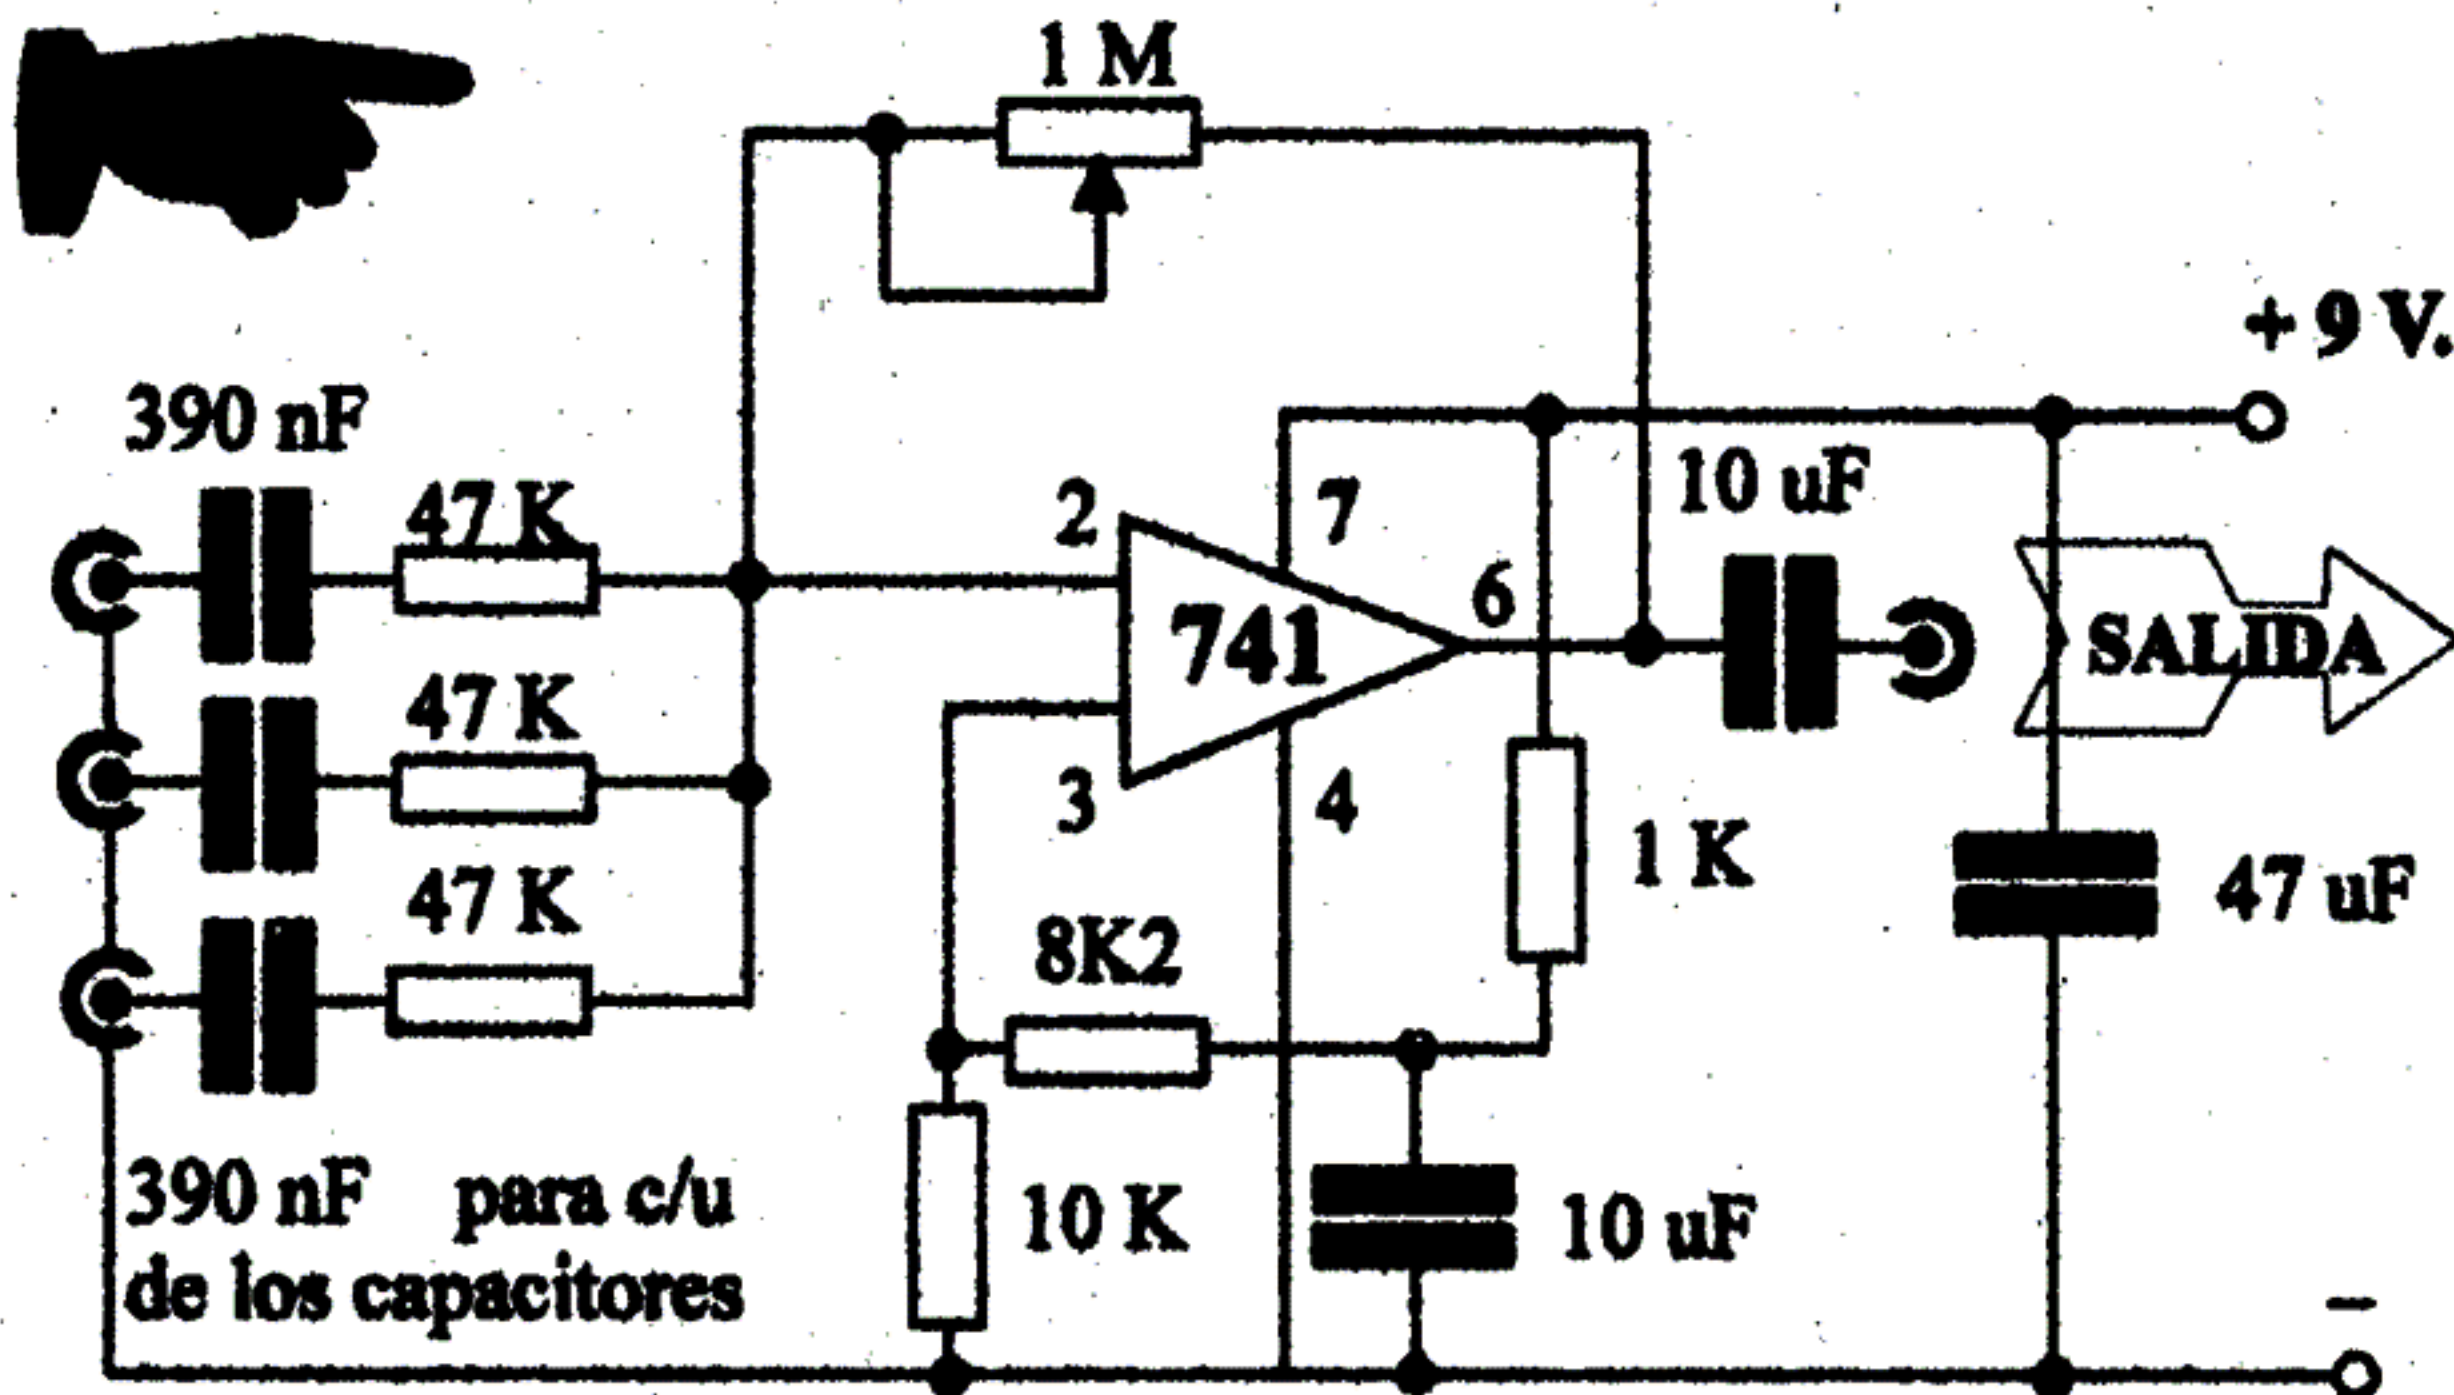 1 M
+ 9 V.
390 nF
47 K
10 uF
2
7
6
741
SALIDA
47 K
3
4
1 K
47 uF
47 K
8K2
390 nF para c/u
de los capacitores
10 K
10 uF
–